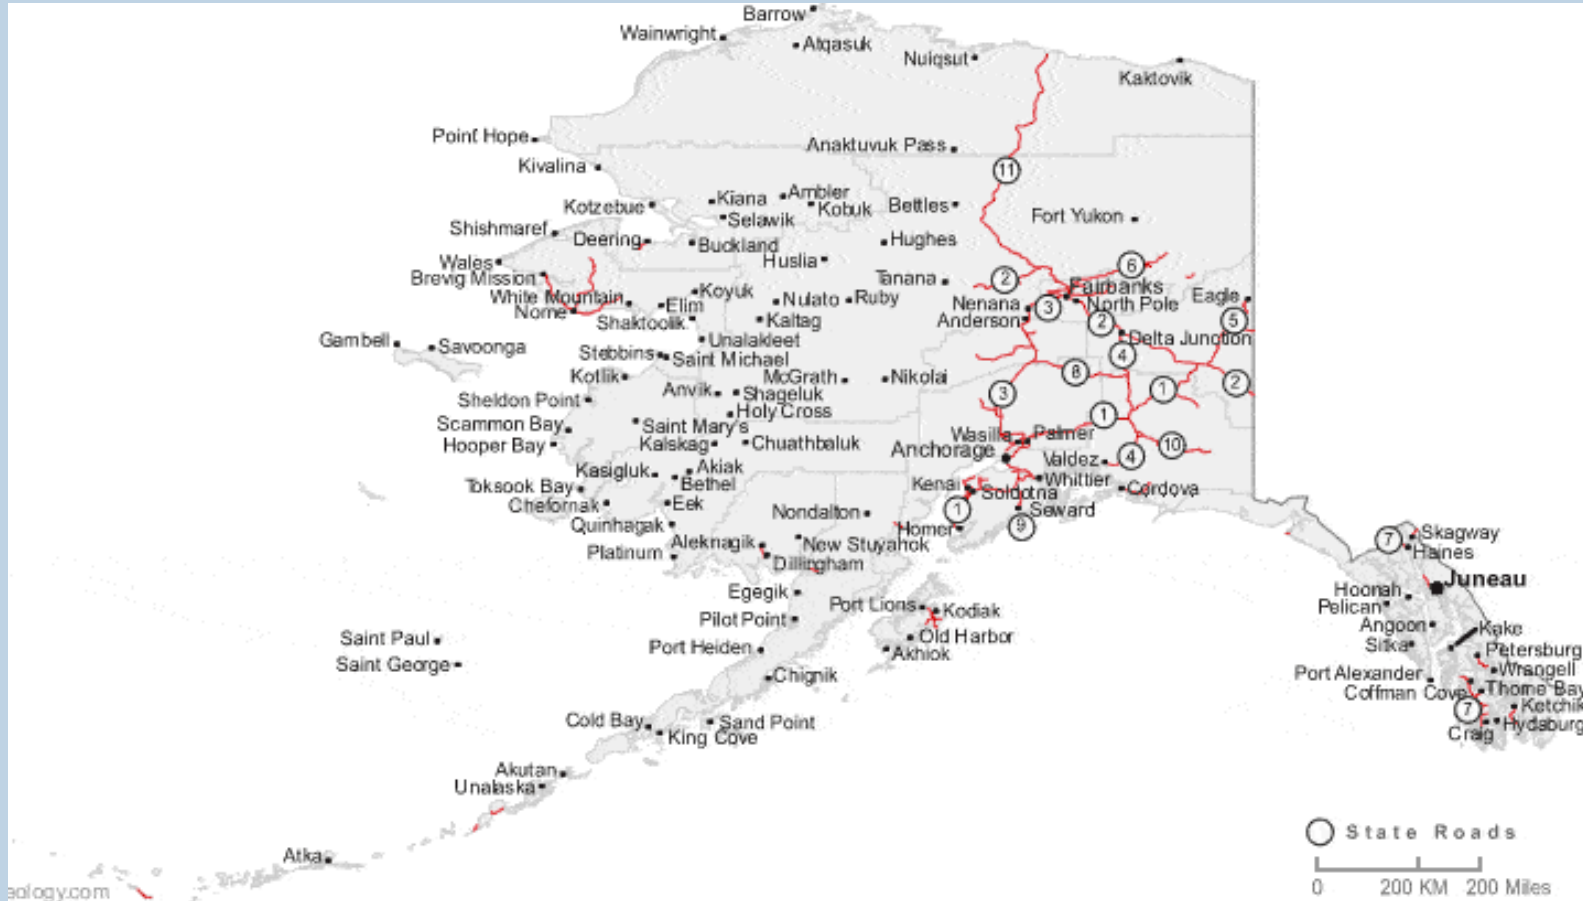 Barrow
Wainwright
Atqasuk
Nuiqsut
Kaktovik
Point Hope
Anaktuvuk Pass
Kivalina
11
Kotzebue
Kiana
Ambler
Kobuk
Bettles
Selawik
Fort Yukon
Shishmaref
Deering
Buckland
Hughes
Wales
Huslia
6
Brevig Mission
Tanana
2
Fairbanks
White Mountain
Koyuk
Nulato
Ruby
Nenana
North Pole
Eagle
Nome
Elim
3
Shaktoolik
Kaltag
Anderson
2
5
Gambell
Savoonga
Unalakleet
Delta Junction
Stebbins
Saint Michael
4
Kotlik
McGrath
Nikolai
8
2
Anvik
Shageluk
3
1
Sheldon Point
Holy Cross
1
Scammon Bay
Saint Mary's
Wasilla
Palmer
Hooper Bay
Kalskag
Chuathbaluk
Anchorage
10
Kasigluk
Akiak
Valdez
4
Toksook Bay
Bethel
Kenai
Soldotna
Whittier
Cordova
Chefornak
Eek
Nondalton
1
Seward
Quinhagak
Homer
9
Aleknagik
New Stuyahok
7
Skagway
Platinum
Dillingham
Haines
Juneau
Egegik
Hoonah
Port Lions
Kodiak
Pelican
Pilot Point
Angoon
Kake
Saint Paul
Old Harbor
Sitka
Port Heiden
Akhiok
Petersburg
Saint George
Wrangell
Chignik
Port Alexander
Coffman Cove
Thorne Bay
7
Ketchik
Cold Bay
Sand Point
Hydaburg
King Cove
Craig
Akutan
Unalaska
State Roads
Atka
0 200 KM 200 Miles
eology.com